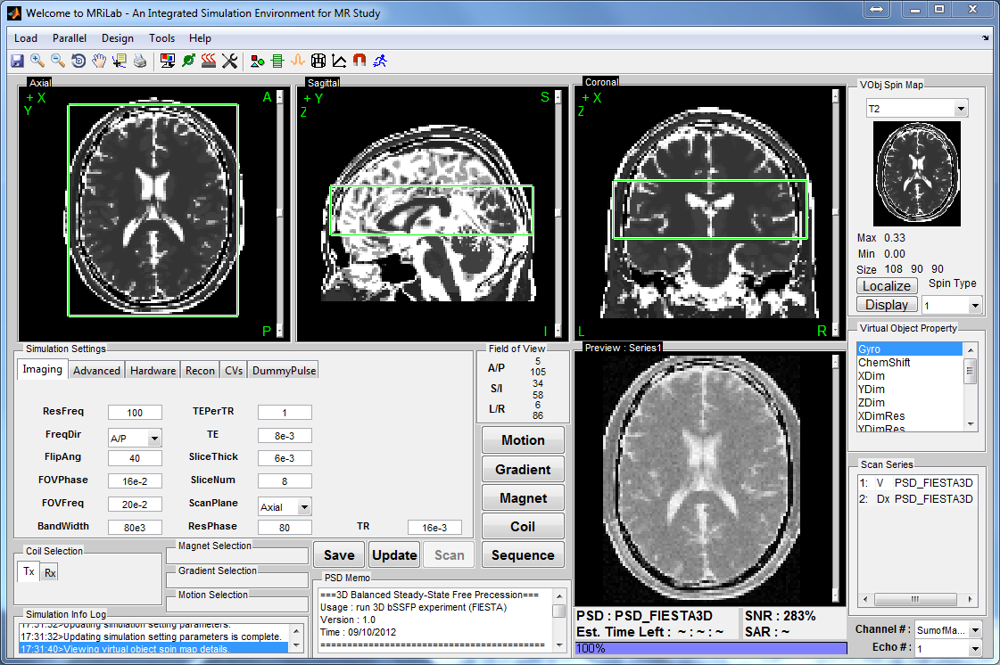 Welcome to MRiLab - An Integrated Simulation Environment for MR Study
Load Parallel Design Tools Help
Axial
+ X
Y
A
P
Sagittal
+ Y
Z
S
I
Coronal
+ X
Z
L
R
VObj Spin Map
T2
Max 0.33
Min 0.00
Size 108 90 90
Localize
Spin Type
Display
1
Virtual Object Property
Gyro
ChemShift
XDim
YDim
ZDim
XDimRes
YDimRes
Simulation Settings
Imaging Advanced Hardware Recon CVs DummyPulse
ResFreq 100 TEPerTR 1
FreqDir A/P TE 8e-3
FlipAng 40 SliceThick 6e-3
FOVPhase 16e-2 SliceNum 8
FOVFreq 20e-2 ScanPlane Axial
BandWidth 80e3 ResPhase 80 TR 16e-3
Field of View
A/P 5 105
S/I 34 58
L/R 6 86
Motion
Gradient
Magnet
Coil
Sequence
Preview : Series1
Scan Series
1: V PSD_FIESTA3D
2: Dx PSD_FIESTA3D
Coil Selection
Tx Rx
Magnet Selection
Gradient Selection
Motion Selection
Save Update Scan
Simulation Info Log
17:31:32>Updating simulation setting parameters.
17:31:32>Updating simulation setting parameters is complete.
17:31:40>Viewing virtual object spin map details.
PSD Memo
===3D Balanced Steady-State Free Precession===
Usage : run 3D bSSFP experiment (FIESTA)
Version : 1.0
Time : 09/10/2012
========================================
PSD : PSD_FIESTA3D
SNR : 283%
Est. Time Left : ~ : ~ : ~
SAR : ~
100%
Channel # : SumofMa...
Echo # : 1